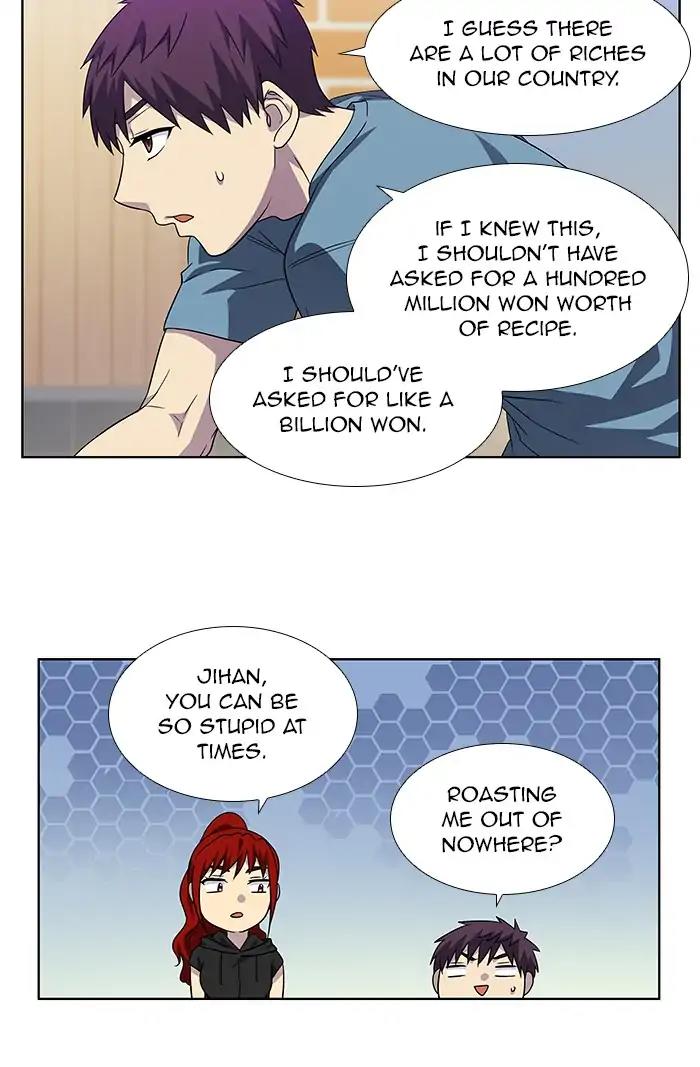 I GUESS THERE
ARE A LOT OF RICHES
IN OUR COUNTRY.
IF I KNEW THIS,
I SHOULDN'T HAVE
ASKED FOR A HUNDRED
MILLION WON WORTH
OF RECIPE.
I SHOULD'VE
ASKED FOR LIKE A
BILLION WON.
JIHAN,
YOU CAN BE
SO STUPID AT
TIMES.
ROASTING
ME OUT OF
NOWHERE?